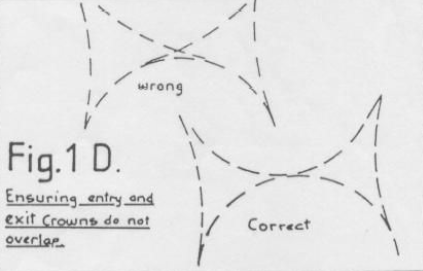 wrong
Fig.1 D.
Ensuring entry and
exit Crowns do not
overlap.
Correct